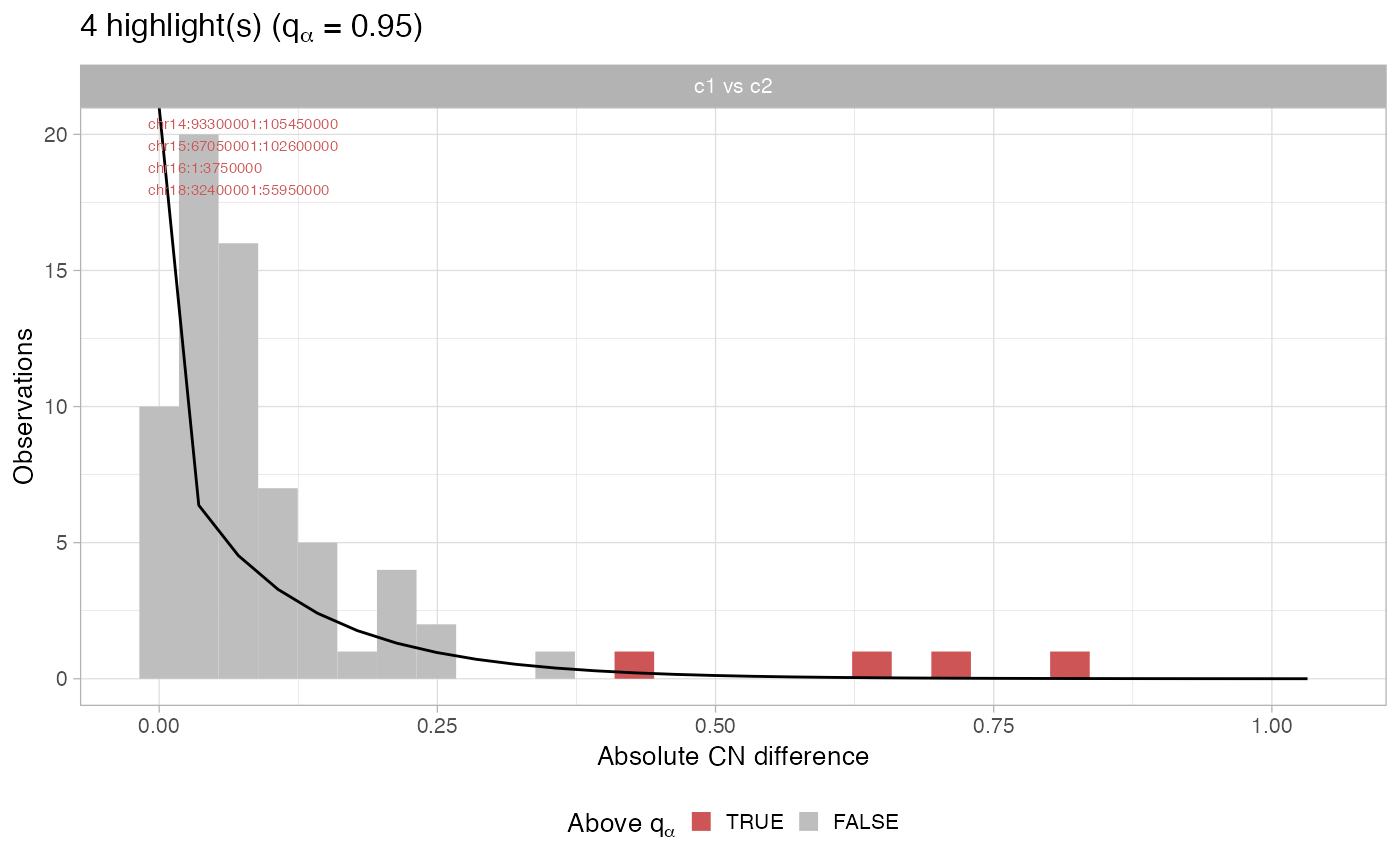 4 highlight(s) (qα = 0.95)
c1 vs c2
chr14:93300001:105450000
chr15:67050001:102600000
chr16:1:3750000
chr18:32400001:55950000
20
15
10
5
0
Observations
0.00 0.25 0.50 0.75 1.00
Absolute CN difference
Above qα TRUE FALSE